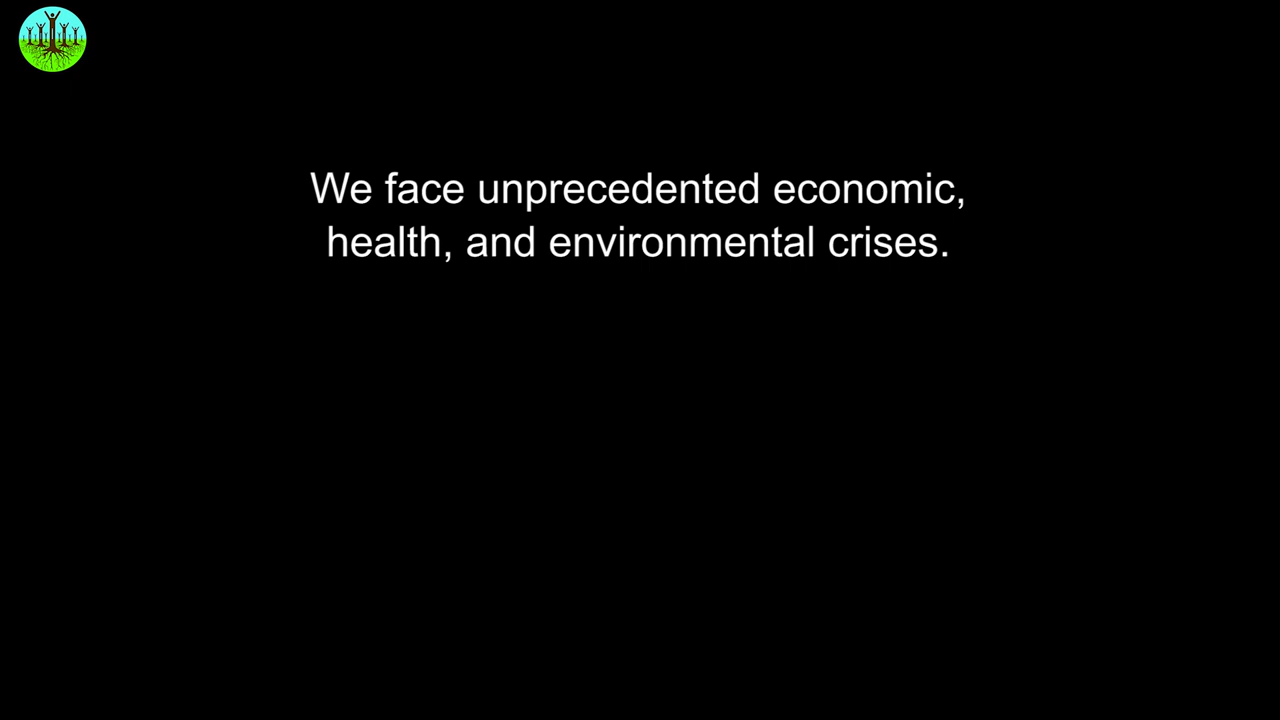 We face unprecedented economic,
health, and environmental crises.